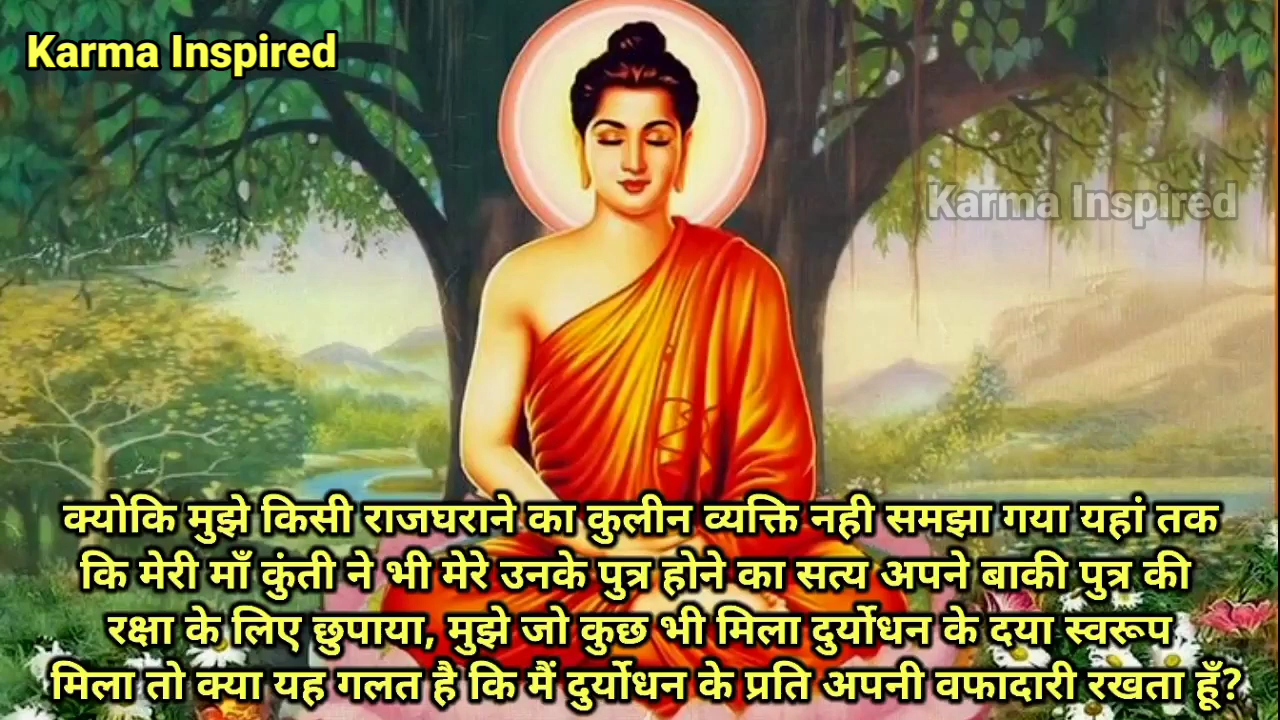 Karma Inspired
Karma Inspired
क्योकि मुझे किसी राजघराने का कुलीन व्यक्ति नही समझा गया यहां तक
कि मेरी माँ कुंती ने भी मेरे उनके पुत्र होने का सत्य अपने बाकी पुत्र की
रक्षा के लिए छुपाया, मुझे जो कुछ भी मिला दुर्योधन के दया स्वरूप
मिला तो क्या यह गलत है कि मैं दुर्योधन के प्रति अपनी वफादारी रखता हूँ?